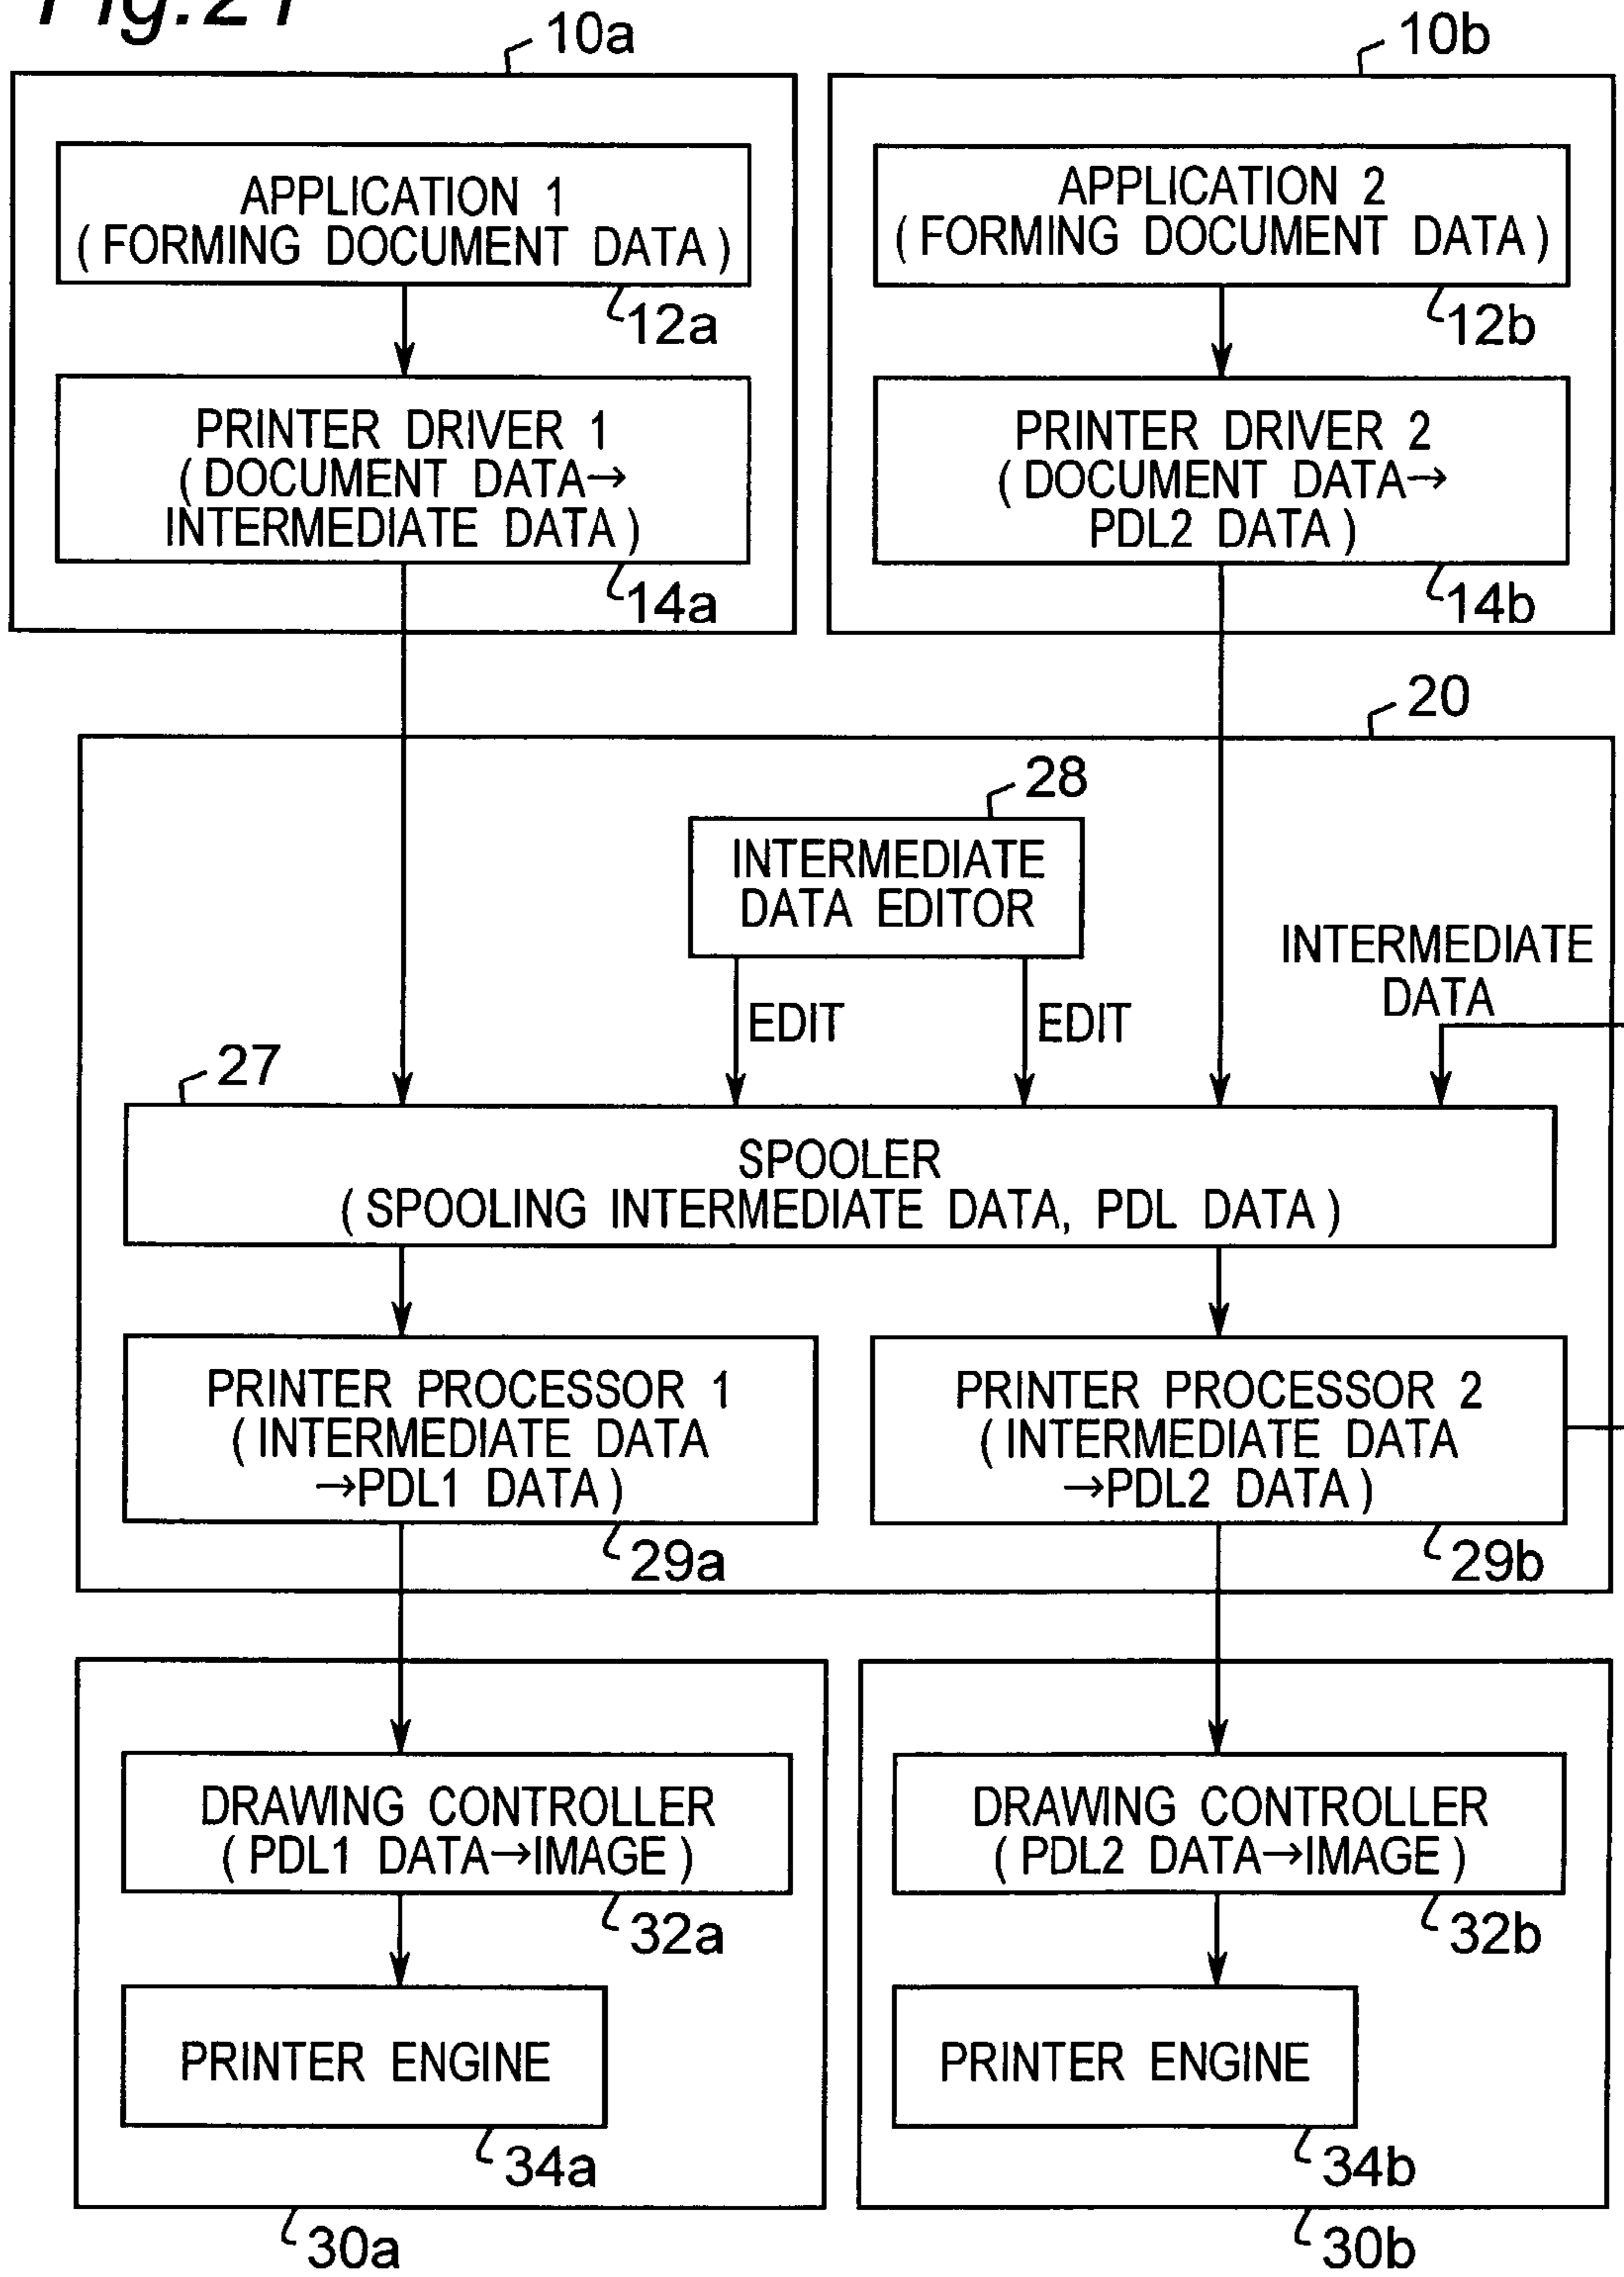 Fig.21
10a
10b
APPLICATION 1
(FORMING DOCUMENT DATA)
12a
APPLICATION 2
(FORMING DOCUMENT DATA)
12b
PRINTER DRIVER 1
(DOCUMENT DATA→
INTERMEDIATE DATA)
14a
PRINTER DRIVER 2
(DOCUMENT DATA→
PDL2 DATA)
14b
20
28
INTERMEDIATE
DATA EDITOR
INTERMEDIATE
DATA
EDIT
EDIT
27
SPOOLER
(SPOOLING INTERMEDIATE DATA, PDL DATA)
PRINTER PROCESSOR 1
(INTERMEDIATE DATA
→PDL1 DATA)
29a
PRINTER PROCESSOR 2
(INTERMEDIATE DATA
→PDL2 DATA)
29b
DRAWING CONTROLLER
(PDL1 DATA→IMAGE)
32a
DRAWING CONTROLLER
(PDL2 DATA→IMAGE)
32b
PRINTER ENGINE
34a
PRINTER ENGINE
34b
30a
30b